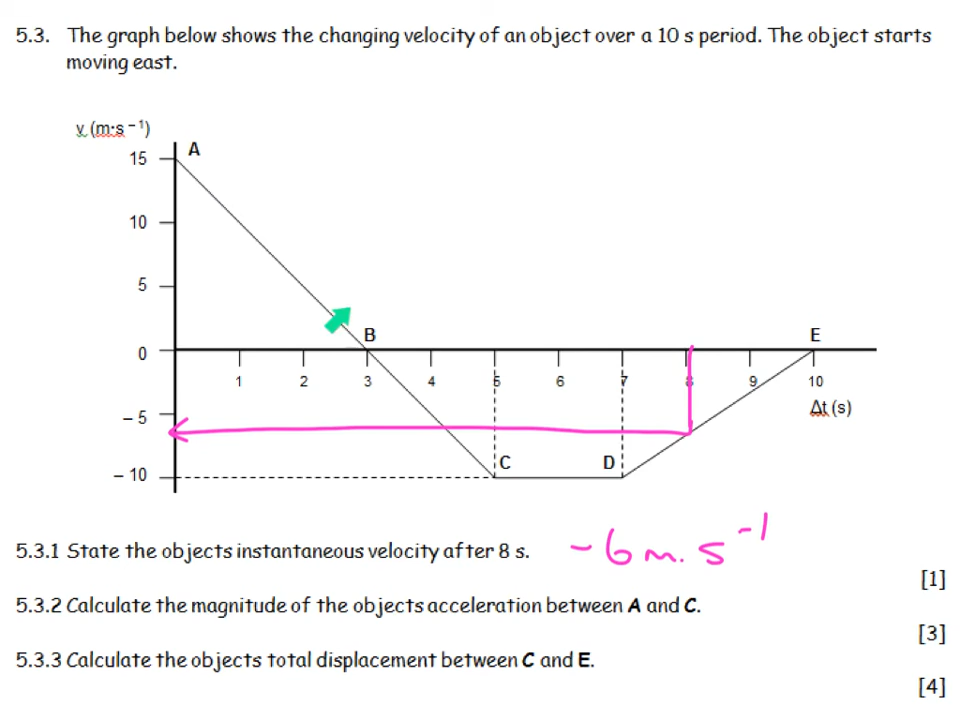 5.3. The graph below shows the changing velocity of an object over a 10 s period. The object starts
moving east.
v (m·s⁻¹)
15
A
10
5
B
E
0
1 2 3 4 5 6 7 8 9 10
– 5
Δt (s)
C
D
– 10
5.3.1 State the objects instantaneous velocity after 8 s.
-6 m.s⁻¹
[1]
5.3.2 Calculate the magnitude of the objects acceleration between A and C.
[3]
5.3.3 Calculate the objects total displacement between C and E.
[4]